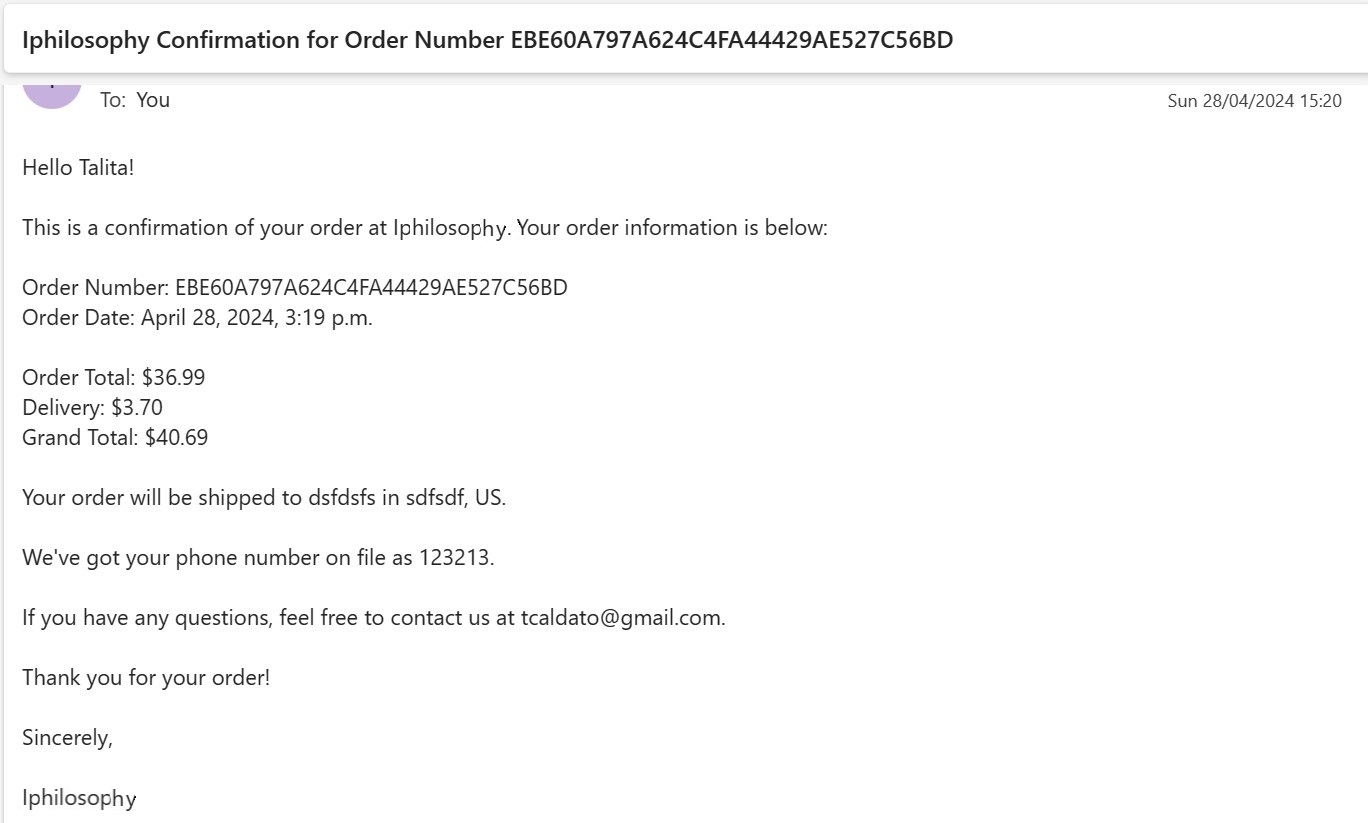 Iphilosophy Confirmation for Order Number EBE60A797A624C4FA44429AE527C56BD
To: You
Sun 28/04/2024 15:20
Hello Talita!
This is a confirmation of your order at Iphilosophy. Your order information is below:
Order Number: EBE60A797A624C4FA44429AE527C56BD
Order Date: April 28, 2024, 3:19 p.m.
Order Total: $36.99
Delivery: $3.70
Grand Total: $40.69
Your order will be shipped to dsfdsfs in sdfsdf, US.
We've got your phone number on file as 123213.
If you have any questions, feel free to contact us at tcaldato@gmail.com.
Thank you for your order!
Sincerely,
Iphilosophy